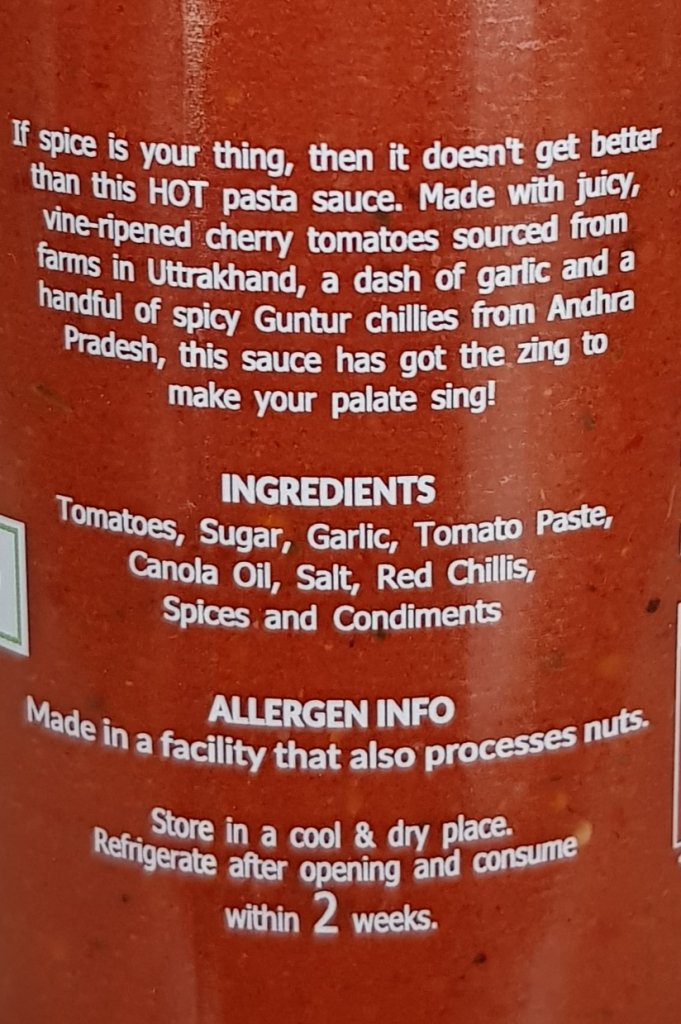 If spice is your thing, then it doesn't get better
than this HOT pasta sauce. Made with juicy,
vine-ripened cherry tomatoes sourced from
farms in Uttrakhand, a dash of garlic and a
handful of spicy Guntur chillies from Andhra
Pradesh, this sauce has got the zing to
make your palate sing!
INGREDIENTS
Tomatoes, Sugar, Garlic, Tomato Paste,
Canola Oil, Salt, Red Chillis,
Spices and Condiments
ALLERGEN INFO
Made in a facility that also processes nuts.
Store in a cool & dry place.
Refrigerate after opening and consume
within 2 weeks.